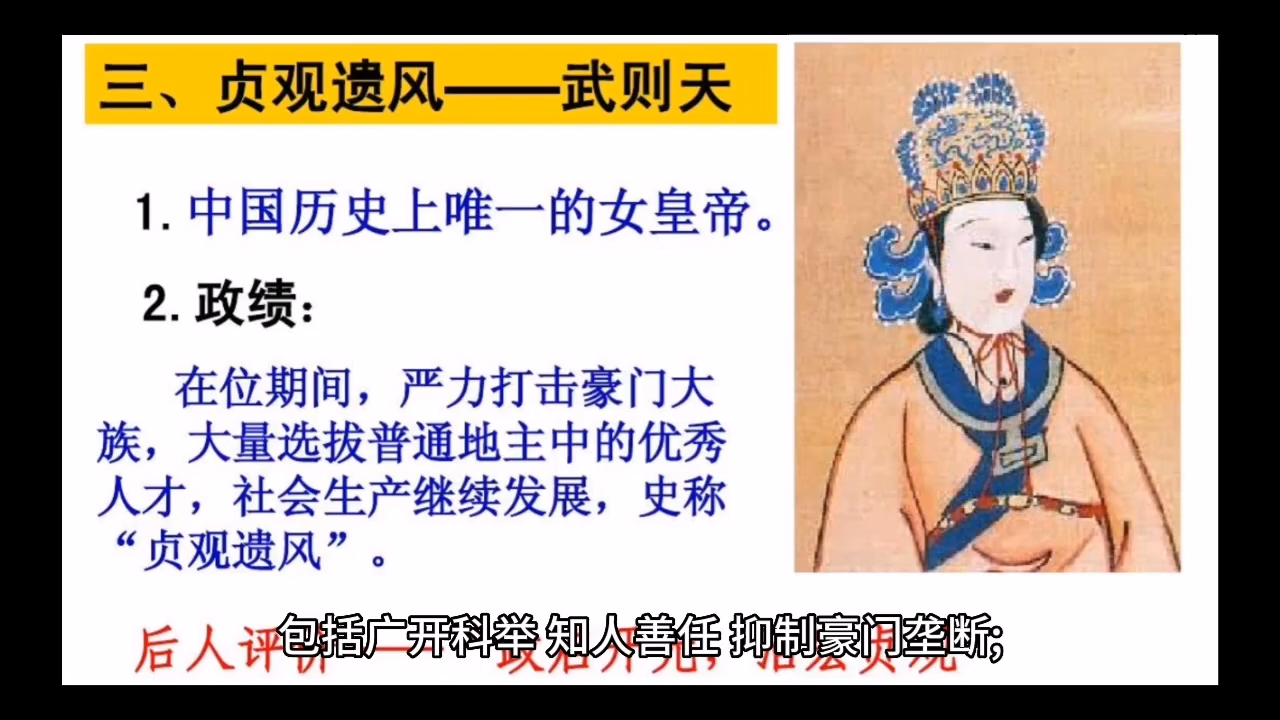 三、贞观遗风——武则天
1.中国历史上唯一的女皇帝。
2.政绩：
在位期间，严力打击豪门大
族，大量选拔普通地主中的优秀
人才，社会生产继续发展，史称
“贞观遗风”。
后人评价
包括广开科举 知人善任 抑制豪门垄断;